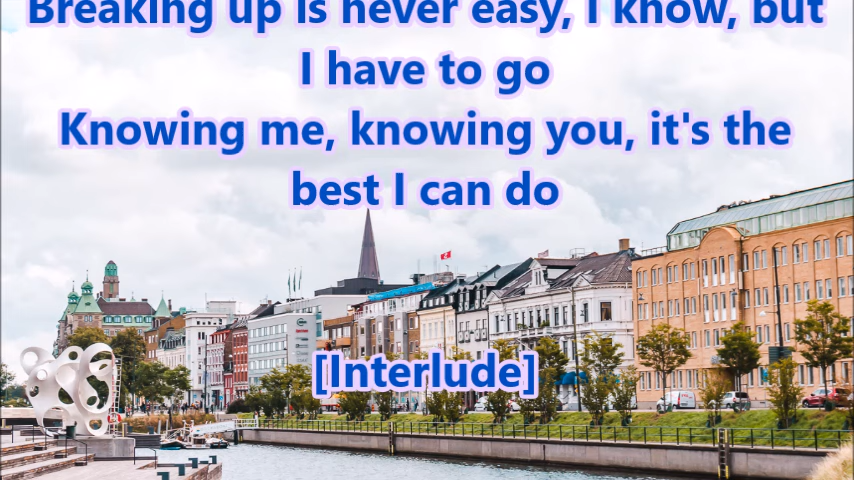 Breaking up is never easy, I know, but
I have to go
Knowing me, knowing you, it's the
best I can do
[Interlude]